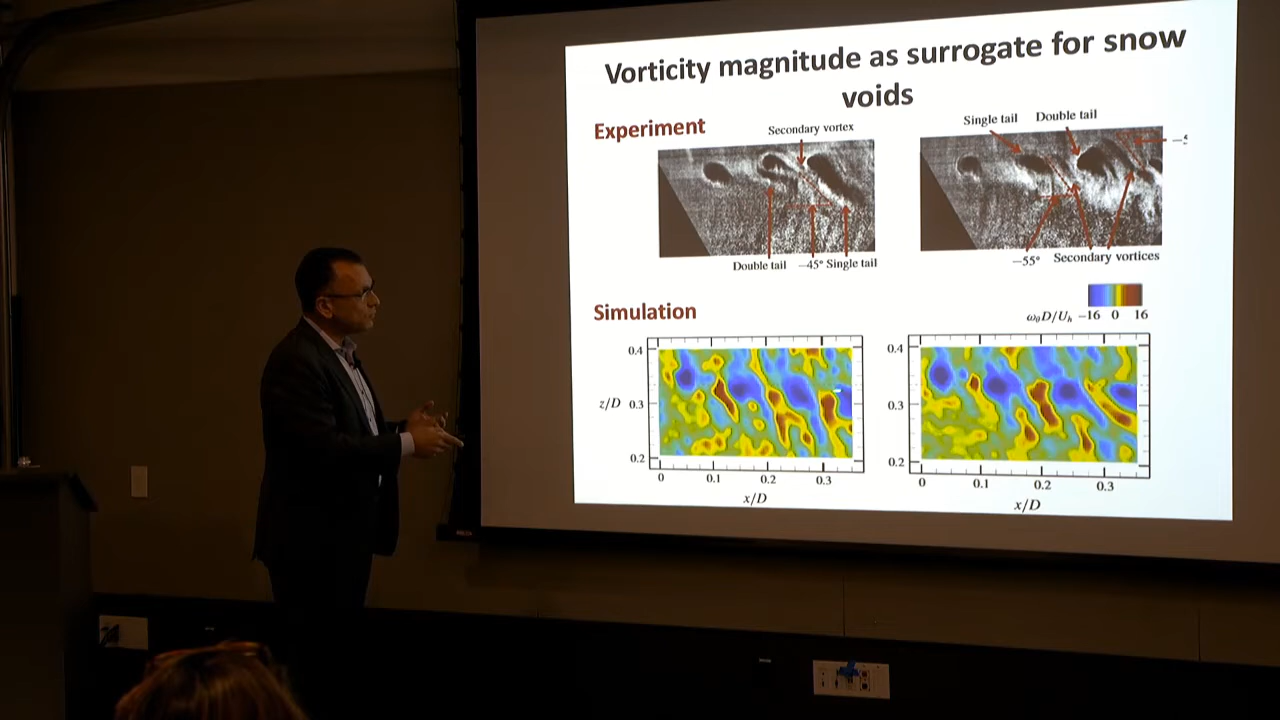 Vorticity magnitude as surrogate for snow
voids
Experiment
Secondary vortex
Single tail Double tail
Double tail −45° Single tail
−55° Secondary vortices
Simulation
ω₀D/Uₕ −16 0 16
0.4
z/D 0.3
0.2
0 0.1 0.2 0.3
x/D
0.4
0.3
0.2
0 0.1 0.2 0.3
x/D